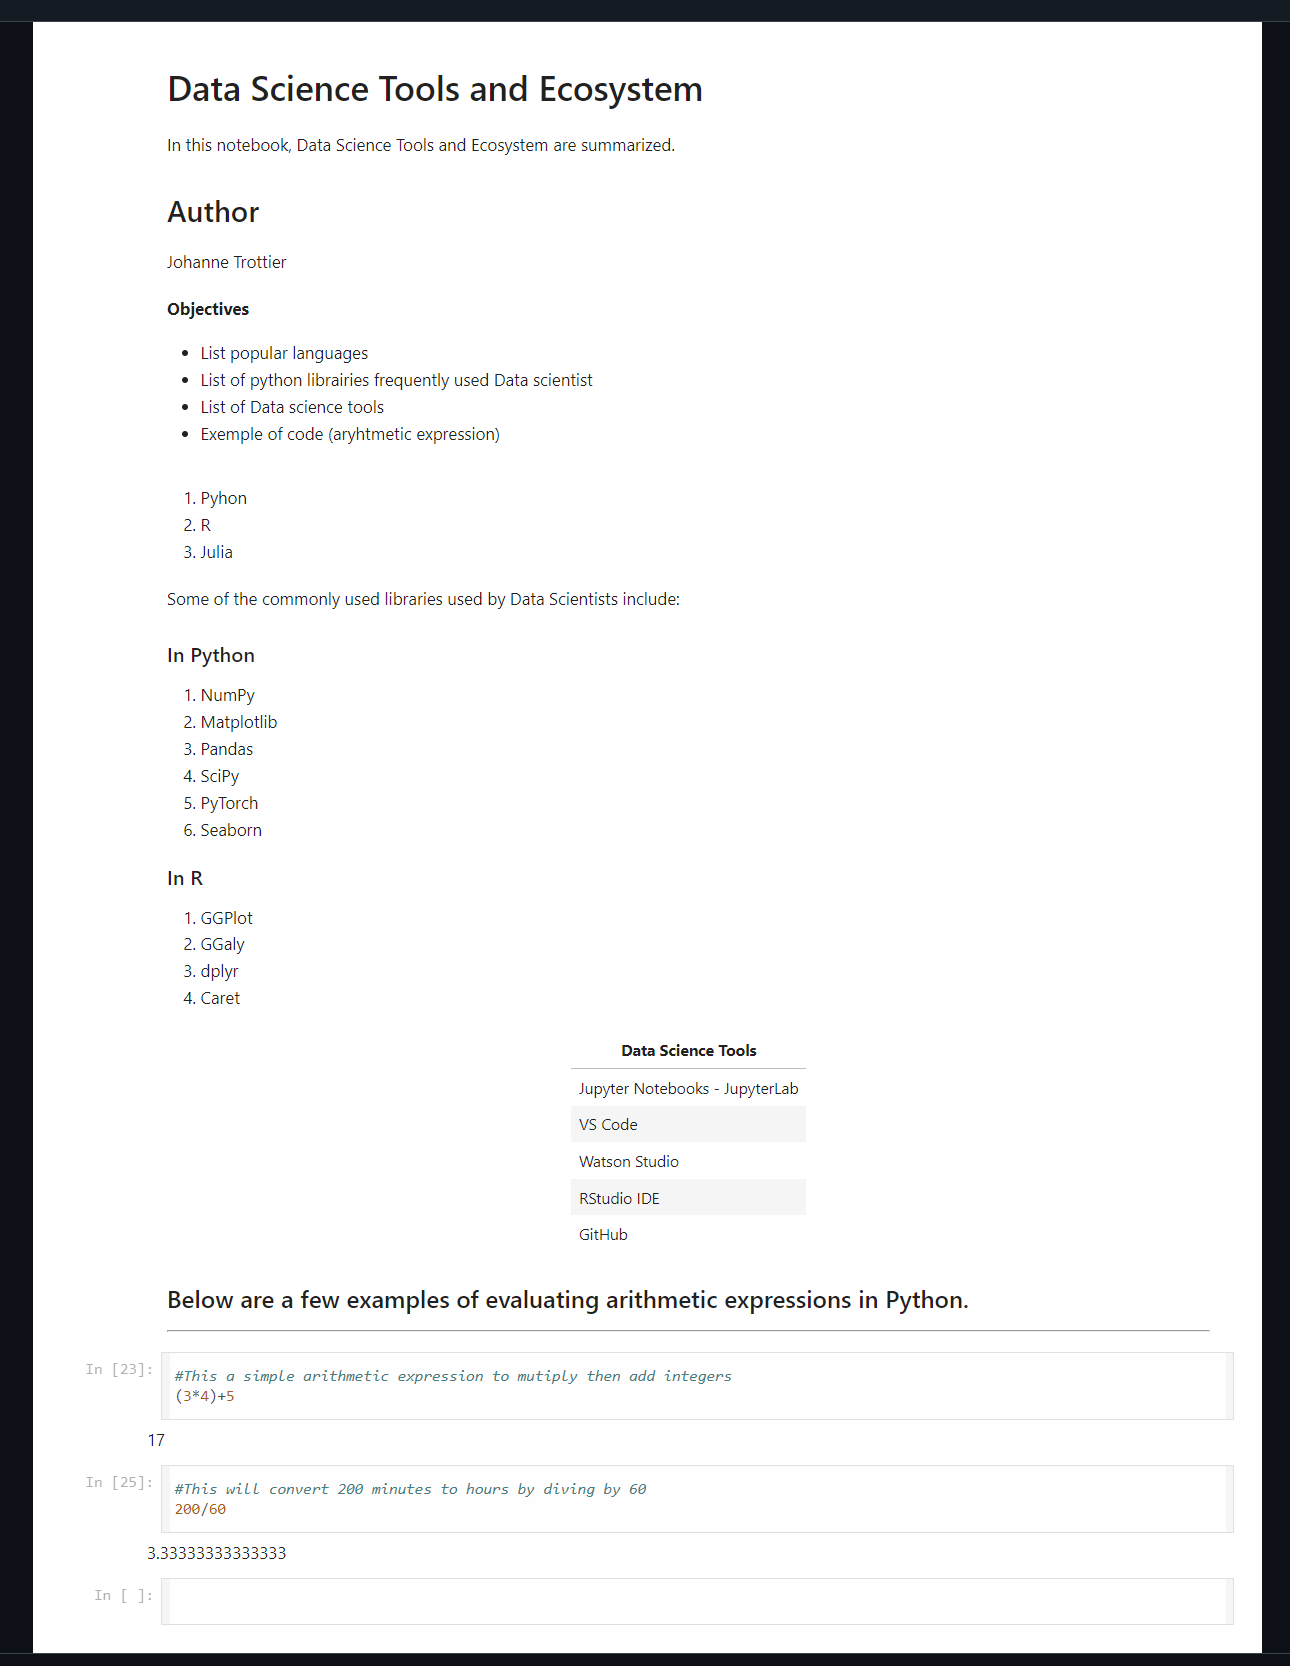 Data Science Tools and Ecosystem
In this notebook, Data Science Tools and Ecosystem are summarized.
Author
Johanne Trottier
Objectives
• List popular languages
• List of python librairies frequently used Data scientist
• List of Data science tools
• Exemple of code (aryhtmetic expression)
1. Pyhon
2. R
3. Julia
Some of the commonly used libraries used by Data Scientists include:
In Python
1. NumPy
2. Matplotlib
3. Pandas
4. SciPy
5. PyTorch
6. Seaborn
In R
1. GGPlot
2. GGaly
3. dplyr
4. Caret
Data Science Tools
Jupyter Notebooks - JupyterLab
VS Code
Watson Studio
RStudio IDE
GitHub
Below are a few examples of evaluating arithmetic expressions in Python.
In [23]: #This a simple arithmetic expression to mutiply then add integers
(3*4)+5
17
In [25]: #This will convert 200 minutes to hours by diving by 60
200/60
3.33333333333333
In [ ]: